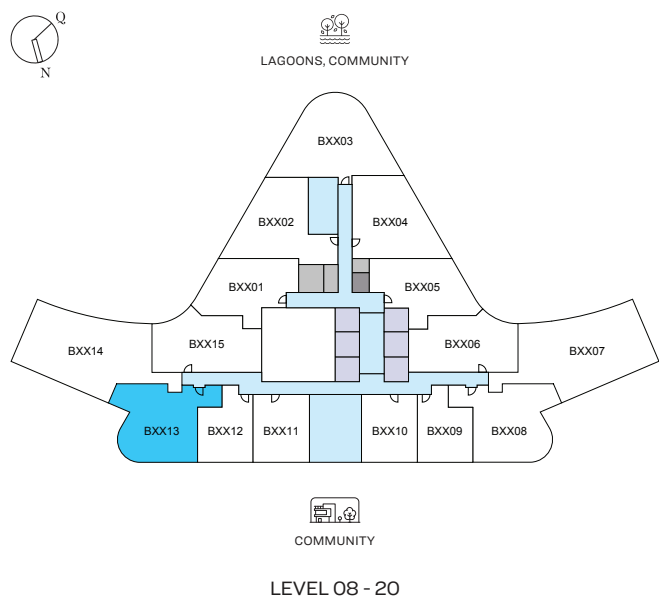 Q
N
LAGOONS, COMMUNITY
BXX03
BXX02
BXX04
BXX01
BXX05
BXX14
BXX15
BXX06
BXX07
BXX13
BXX12
BXX11
BXX10
BXX09
BXX08
COMMUNITY
LEVEL 08 - 20